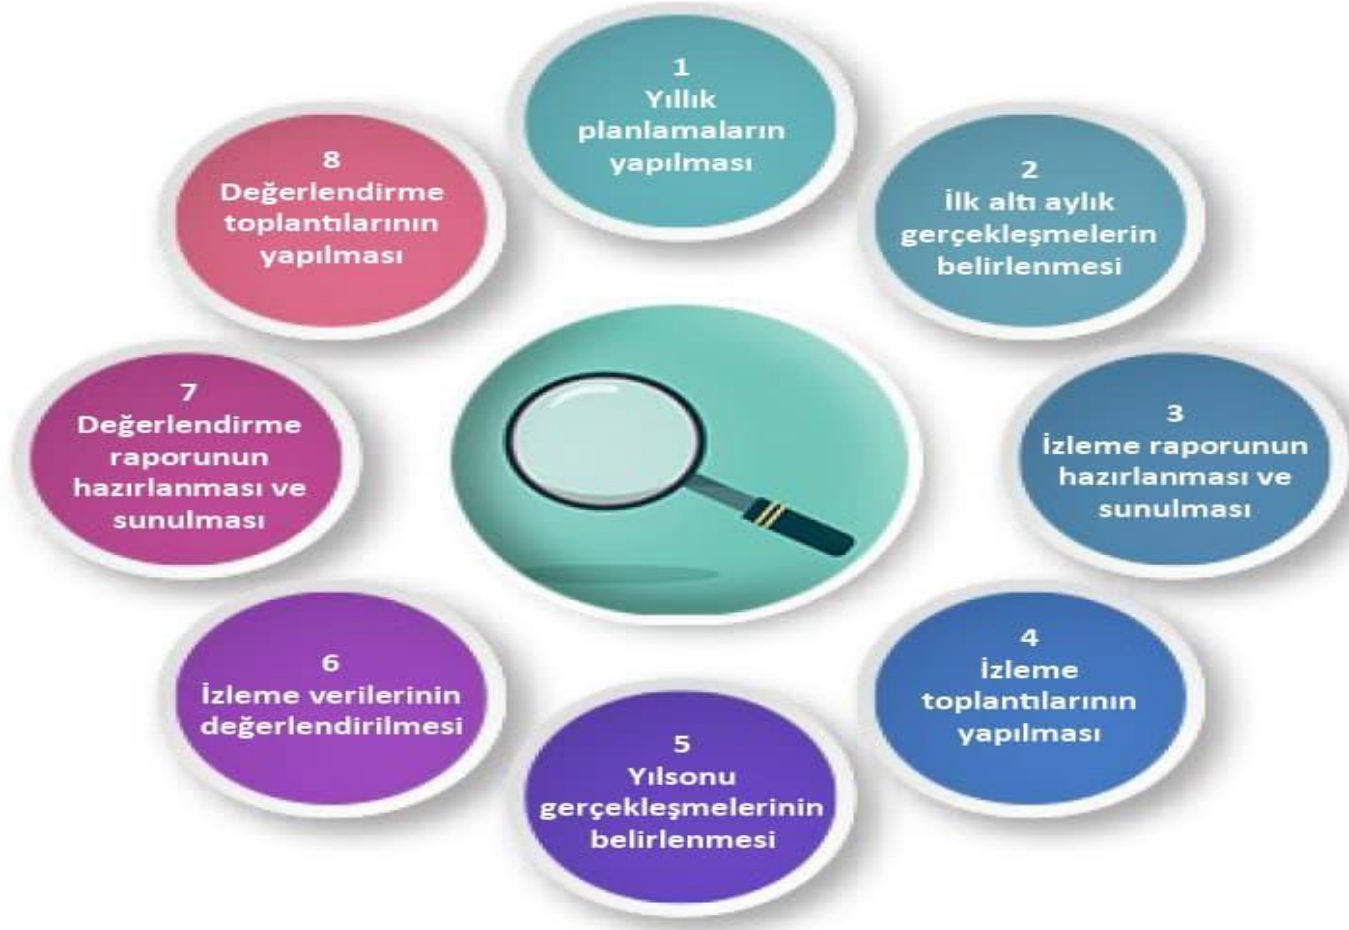 1
Yıllık
planlamaların
yapılması
2
İlk altı aylık
gerçekleşmelerin
belirlenmesi
3
İzleme raporunun
hazırlanması ve
sunulması
4
İzleme
toplantılarının
yapılması
5
Yılsonu
gerçekleşmelerinin
belirlenmesi
6
İzleme verilerinin
değerlendirilmesi
7
Değerlendirme
raporunun
hazırlanması ve
sunulması
8
Değerlendirme
toplantılarının
yapılması